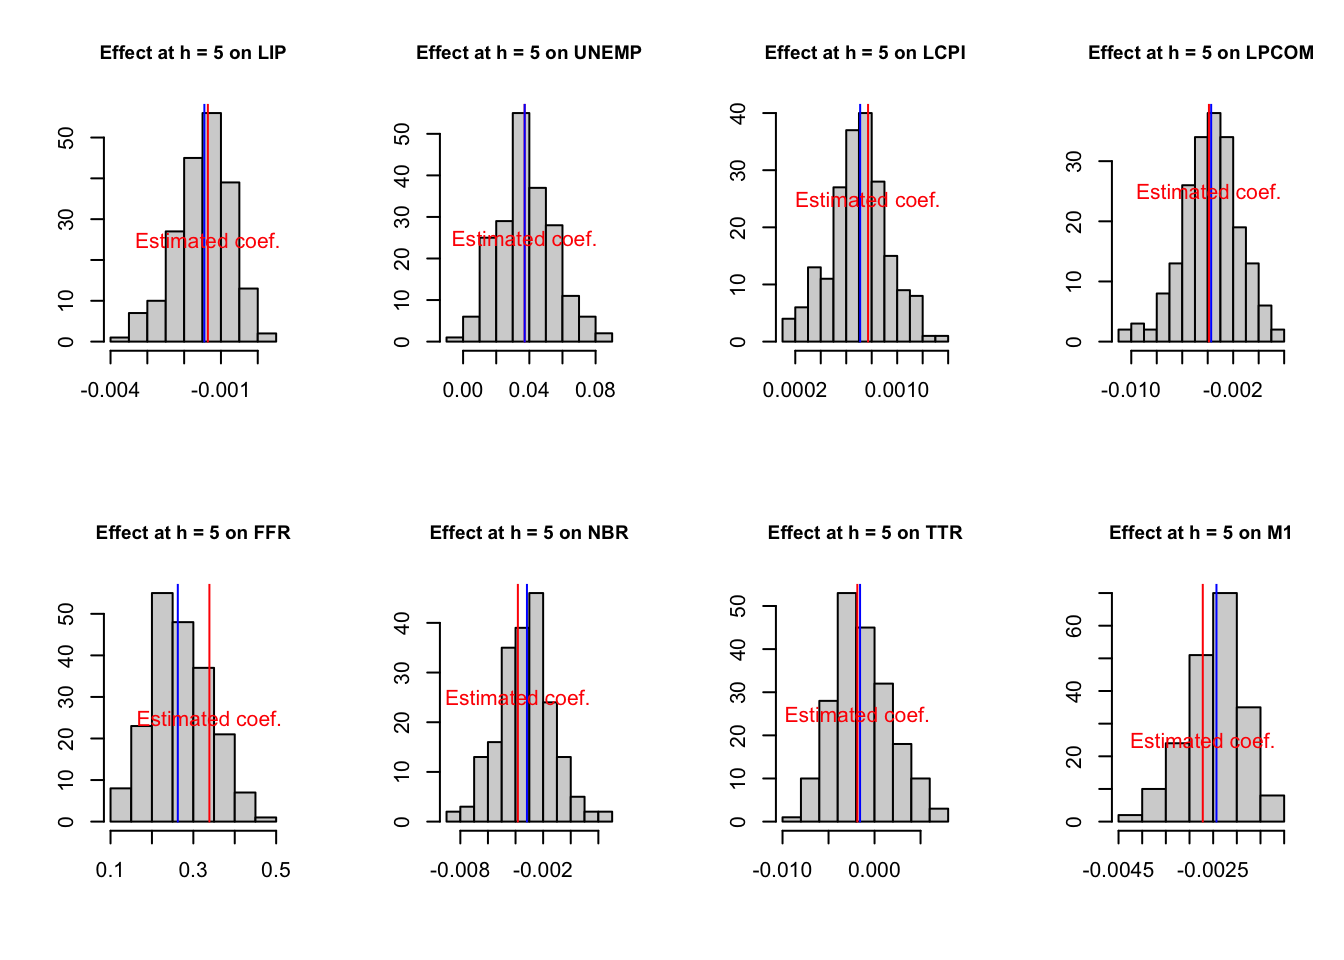 Effect at h = 5 on LIP
50
30
10
0
Estimated coef.
-0.004 -0.001
Effect at h = 5 on UNEMP
50
40
30
20
10
0
Estimated coef.
0.00 0.04 0.08
Effect at h = 5 on LCPI
40
30
20
10
0
Estimated coef.
0.0002 0.0010
Effect at h = 5 on LPCOM
30
20
10
0
Estimated coef.
-0.010 -0.002
Effect at h = 5 on FFR
50
40
30
20
10
0
Estimated coef.
0.1 0.3 0.5
Effect at h = 5 on NBR
40
30
20
10
0
Estimated coef.
-0.008 -0.002
Effect at h = 5 on TTR
50
40
30
20
10
0
Estimated coef.
-0.010 0.000
Effect at h = 5 on M1
60
40
20
0
Estimated coef.
-0.0045 -0.0025